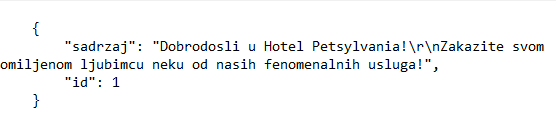 {
"sadrzaj": "Dobrodosli u Hotel Petsylvania!\r\nZakazite svom
omiljenom ljubimcu neku od nasih fenomenalnih usluga!",
"id": 1
}